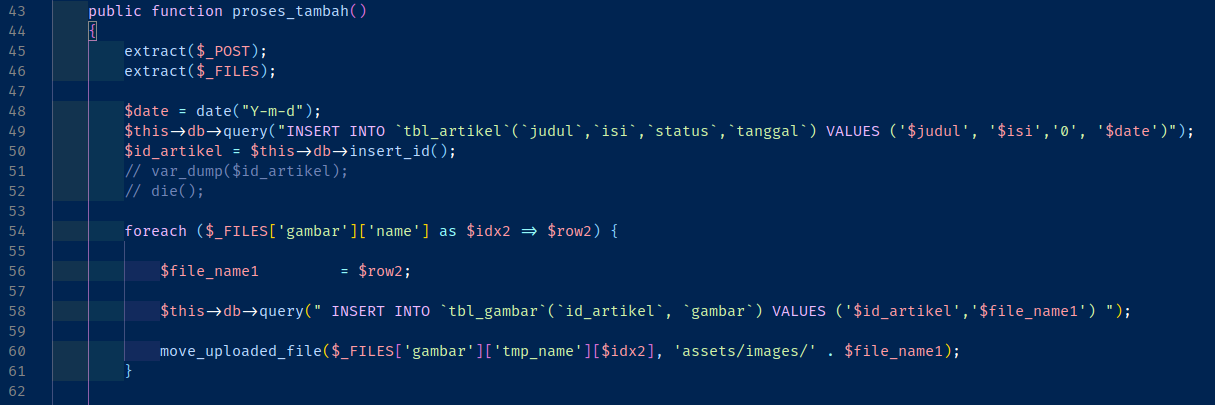 43 public function proses_tambah()
44 {
45 extract($_POST);
46 extract($_FILES);
47
48 $date = date("Y-m-d");
49 $this->db->query("INSERT INTO `tbl_artikel`(`judul`,`isi`,`status`,`tanggal`) VALUES ('$judul', '$isi','0', '$date')");
50 $id_artikel = $this->db->insert_id();
51 // var_dump($id_artikel);
52 // die();
53
54 foreach ($_FILES['gambar']['name'] as $idx2 => $row2) {
55
56 $file_name1 = $row2;
57
58 $this->db->query(" INSERT INTO `tbl_gambar`(`id_artikel`, `gambar`) VALUES ('$id_artikel','$file_name1') ");
59
60 move_uploaded_file($_FILES['gambar']['tmp_name'][$idx2], 'assets/images/' . $file_name1);
61 }
62